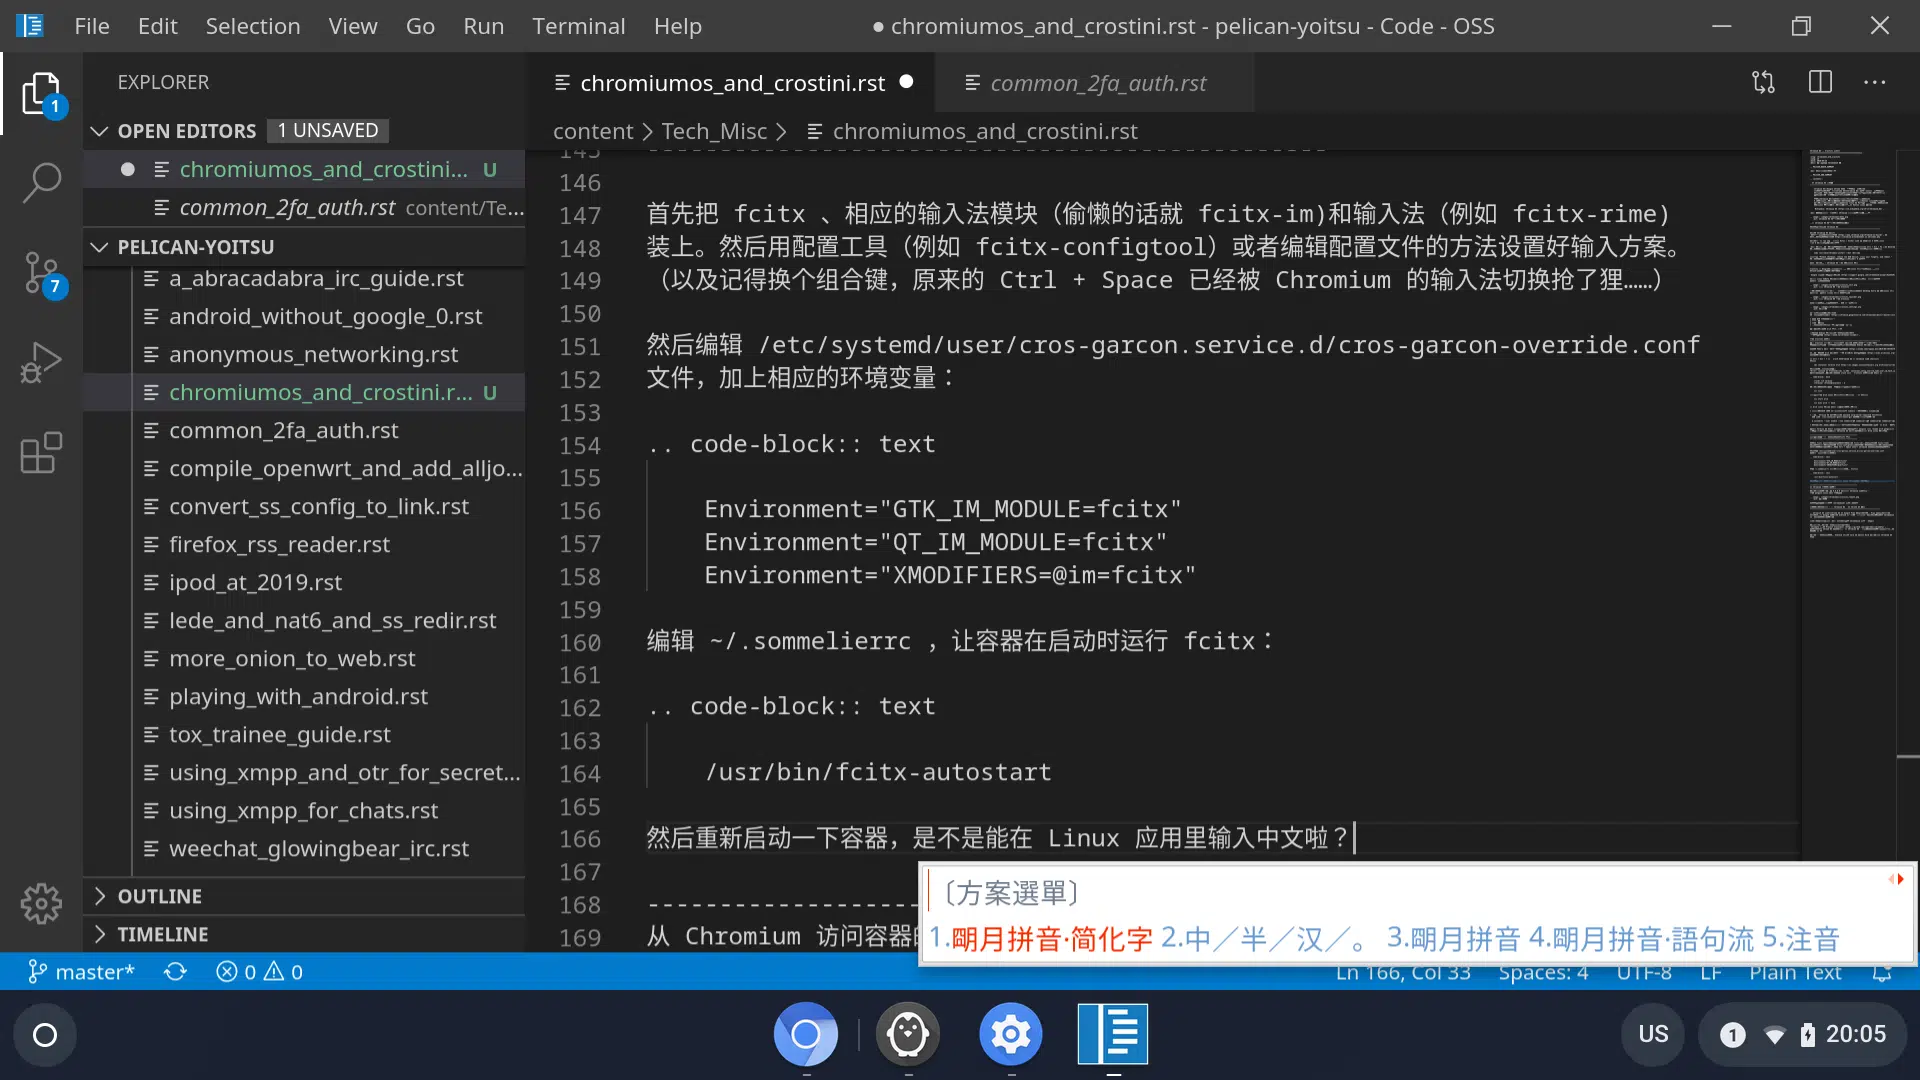 File Edit Selection View Go Run Terminal Help ● chromiumos_and_crostini.rst - pelican-yoitsu - Code - OSS
EXPLORER
OPEN EDITORS 1 UNSAVED
chromiumos_and_crostini... U
common_2fa_auth.rst content/Te...
PELICAN-YOITSU
a_abracadabra_irc_guide.rst
android_without_google_0.rst
anonymous_networking.rst
chromiumos_and_crostini.r... U
common_2fa_auth.rst
compile_openwrt_and_add_alljo...
convert_ss_config_to_link.rst
firefox_rss_reader.rst
ipod_at_2019.rst
lede_and_nat6_and_ss_redir.rst
more_onion_to_web.rst
playing_with_android.rst
tox_trainee_guide.rst
using_xmpp_and_otr_for_secret...
using_xmpp_for_chats.rst
weechat_glowingbear_irc.rst
OUTLINE
TIMELINE
1
7
chromiumos_and_crostini.rst common_2fa_auth.rst
content > Tech_Misc > chromiumos_and_crostini.rst
145 -----------------------------------------------
146
147 首先把 fcitx 、相应的输入法模块（偷懒的话就 fcitx-im)和输入法（例如 fcitx-rime)
148 装上。然后用配置工具（例如 fcitx-configtool）或者编辑配置文件的方法设置好输入方案。
149 （以及记得换个组合键，原来的 Ctrl + Space 已经被 Chromium 的输入法切换抢了狸……）
150
151 然后编辑 /etc/systemd/user/cros-garcon.service.d/cros-garcon-override.conf
152 文件，加上相应的环境变量：
153
154 .. code-block:: text
155
156 Environment="GTK_IM_MODULE=fcitx"
157 Environment="QT_IM_MODULE=fcitx"
158 Environment="XMODIFIERS=@im=fcitx"
159
160 编辑 ~/.sommelierrc ，让容器在启动时运行 fcitx：
161
162 .. code-block:: text
163
164 /usr/bin/fcitx-autostart
165
166 然后重新启动一下容器，是不是能在 Linux 应用里输入中文啦？
167
168 -------------------
169 从 Chromium 访问容器
〔方案選單〕
1.朙月拼音·简化字 2.中／半／汉／。 3.朙月拼音 4.朙月拼音·語句流 5.注音
master* 0 0 Ln 166, Col 33 Spaces: 4 UTF-8 LF Plain Text
US 1 20:05